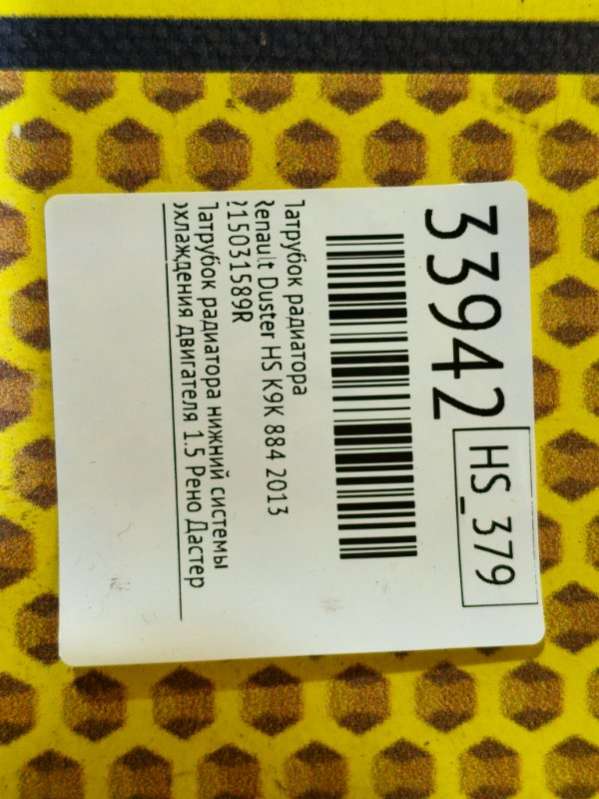 33942
HS_379
Патрубок радиатора
Renault Duster HS K9K 884 2013
215031589R
Патрубок радиатора нижний системы
охлаждения двигателя 1.5 Рено Дастер